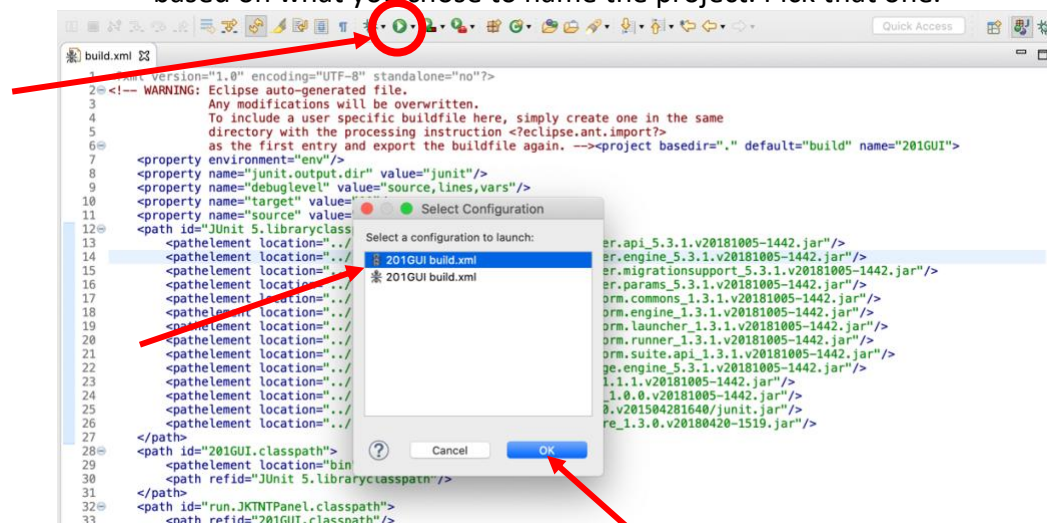 based on what you chose to name the project. Pick that one.
Quick Access
build.xml
1 version="1.0" encoding="UTF-8" standalone="no"?>
2 <!-- WARNING: Eclipse auto-generated file.
3 Any modifications will be overwritten.
4 To include a user specific buildfile here, simply create one in the same
5 directory with the processing instruction <?eclipse.ant.import?>
6 as the first entry and export the buildfile again. --><project basedir="." default="build" name="201GUI">
7 <property environment="env"/>
8 <property name="junit.output.dir" value="junit"/>
9 <property name="debuglevel" value="source,lines,vars"/>
10 <property name="target" value=
11 <property name="source" value=
12 <path id="JUnit 5.libraryclass
13 <pathelement location="../ er.api_5.3.1.v20181005-1442.jar"/>
14 <pathelement location="../ er.engine_5.3.1.v20181005-1442.jar"/>
15 <pathelement location="../ er.migrationsupport_5.3.1.v20181005-1442.jar"/>
16 <pathelement location="../ er.params_5.3.1.v20181005-1442.jar"/>
17 <pathelement location="../ orm.commons_1.3.1.v20181005-1442.jar"/>
18 <pathelement location="../ orm.engine_1.3.1.v20181005-1442.jar"/>
19 <pathelement location="../ orm.launcher_1.3.1.v20181005-1442.jar"/>
20 <pathelement location="../ orm.runner_1.3.1.v20181005-1442.jar"/>
21 <pathelement location="../ orm.suite.api_1.3.1.v20181005-1442.jar"/>
22 <pathelement location="../ ge.engine_5.3.1.v20181005-1442.jar"/>
23 <pathelement location="../ 1.1.1.v20181005-1442.jar"/>
24 <pathelement location="../ _1.0.0.v20181005-1442.jar"/>
25 <pathelement location="../ .v201504281640/junit.jar"/>
26 <pathelement location="../ re_1.3.0.v20180420-1519.jar"/>
27 </path>
28 <path id="201GUI.classpath">
29 <pathelement location="bin"
30 <path refid="JUnit 5.libraryclasspath"/>
31 </path>
32 <path id="run.JKTNTPanel.classpath">
33 <path refid="201GUI.classpath"/>
Select Configuration
Select a configuration to launch:
201GUI build.xml
201GUI build.xml
?
Cancel
OK